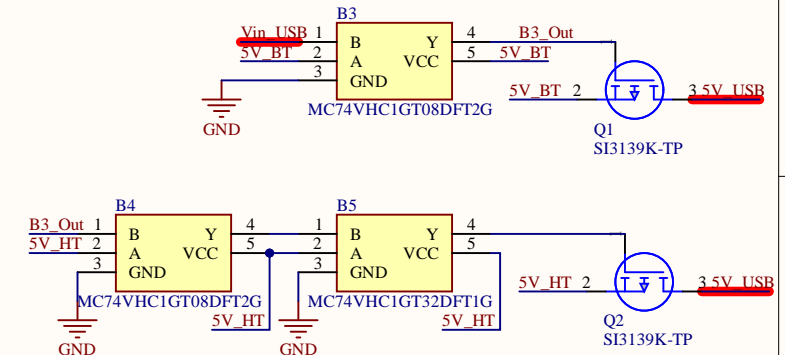 B3
Vin_USB 1 B Y 4 B3_Out
5V_BT 2 A VCC 5 5V_BT
3 GND
GND
MC74VHC1GT08DFT2G
5V_BT 2 3 5V_USB
Q1
SI3139K-TP
B4
B3_Out 1 B Y 4
5V_HT 2 A VCC 5
3 GND
MC74VHC1GT08DFT2G
5V_HT
GND
B5
1 B Y 4
2 A VCC 5
3 GND
MC74VHC1GT32DFT1G
5V_HT
GND
5V_HT 2 3 5V_USB
Q2
SI3139K-TP